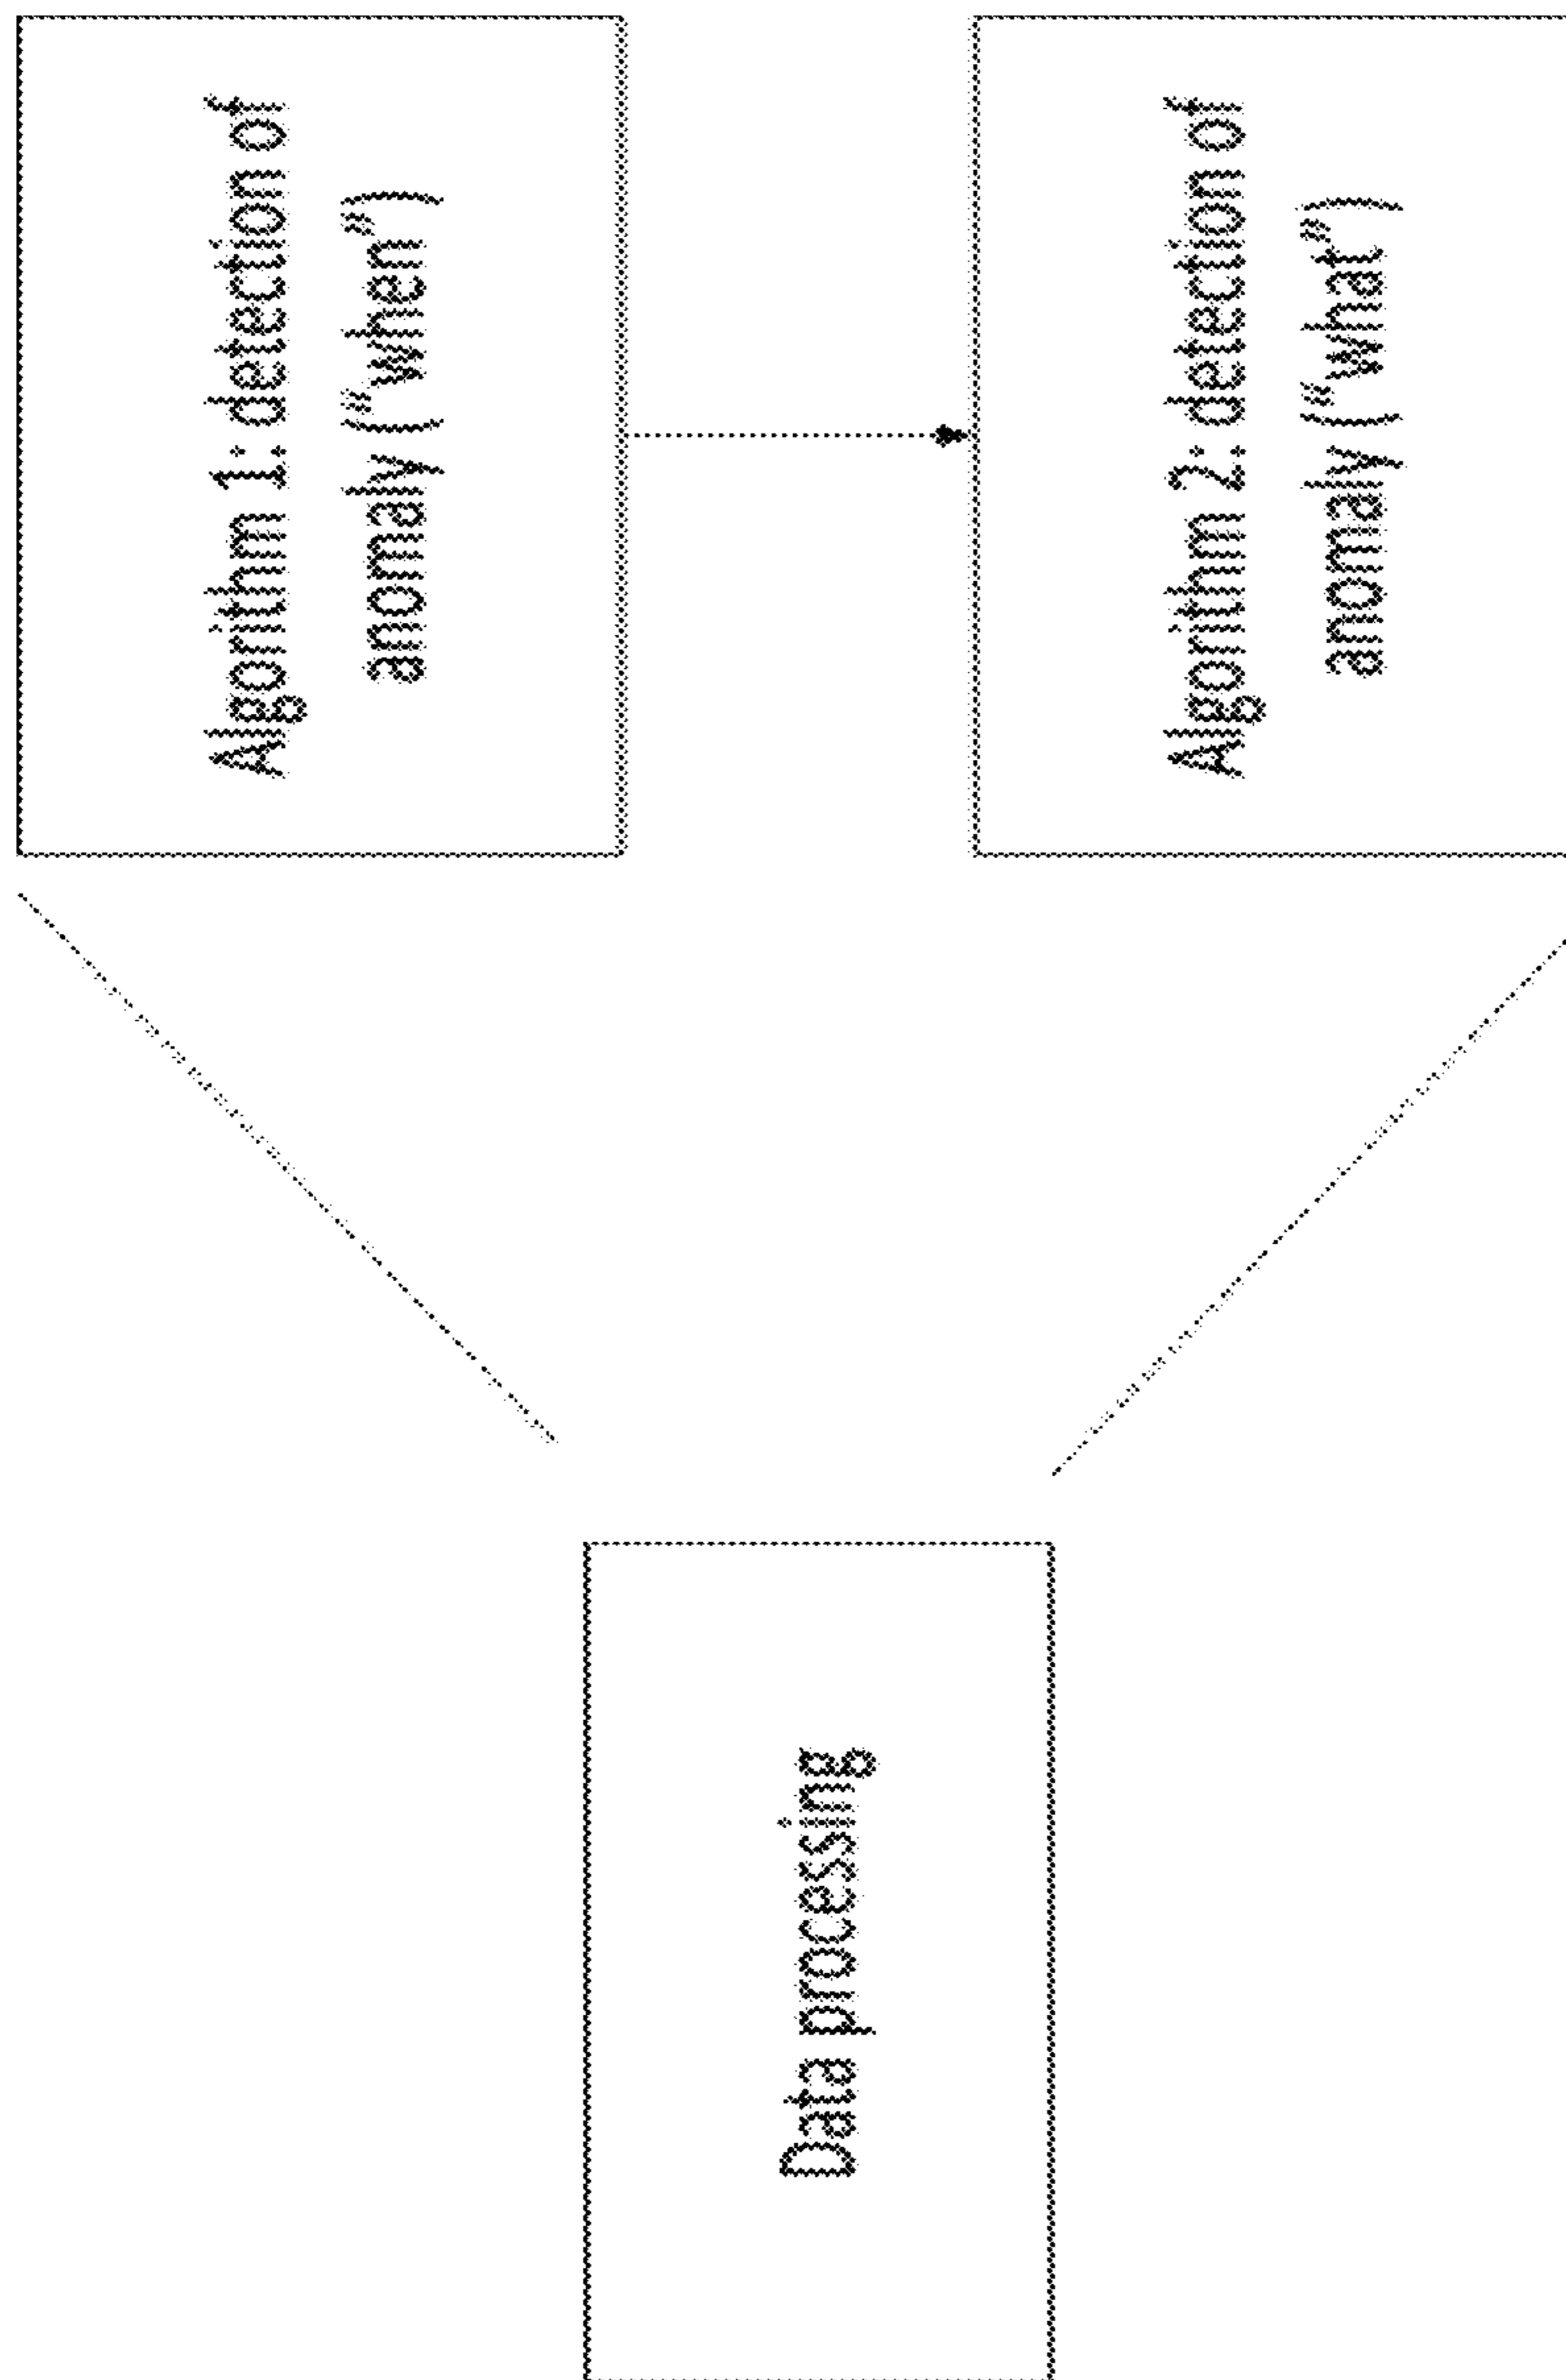 Data processing
Algorithm 1: detection of
anomaly (“when”)
Algorithm 2: detection of
anomaly (“what”)